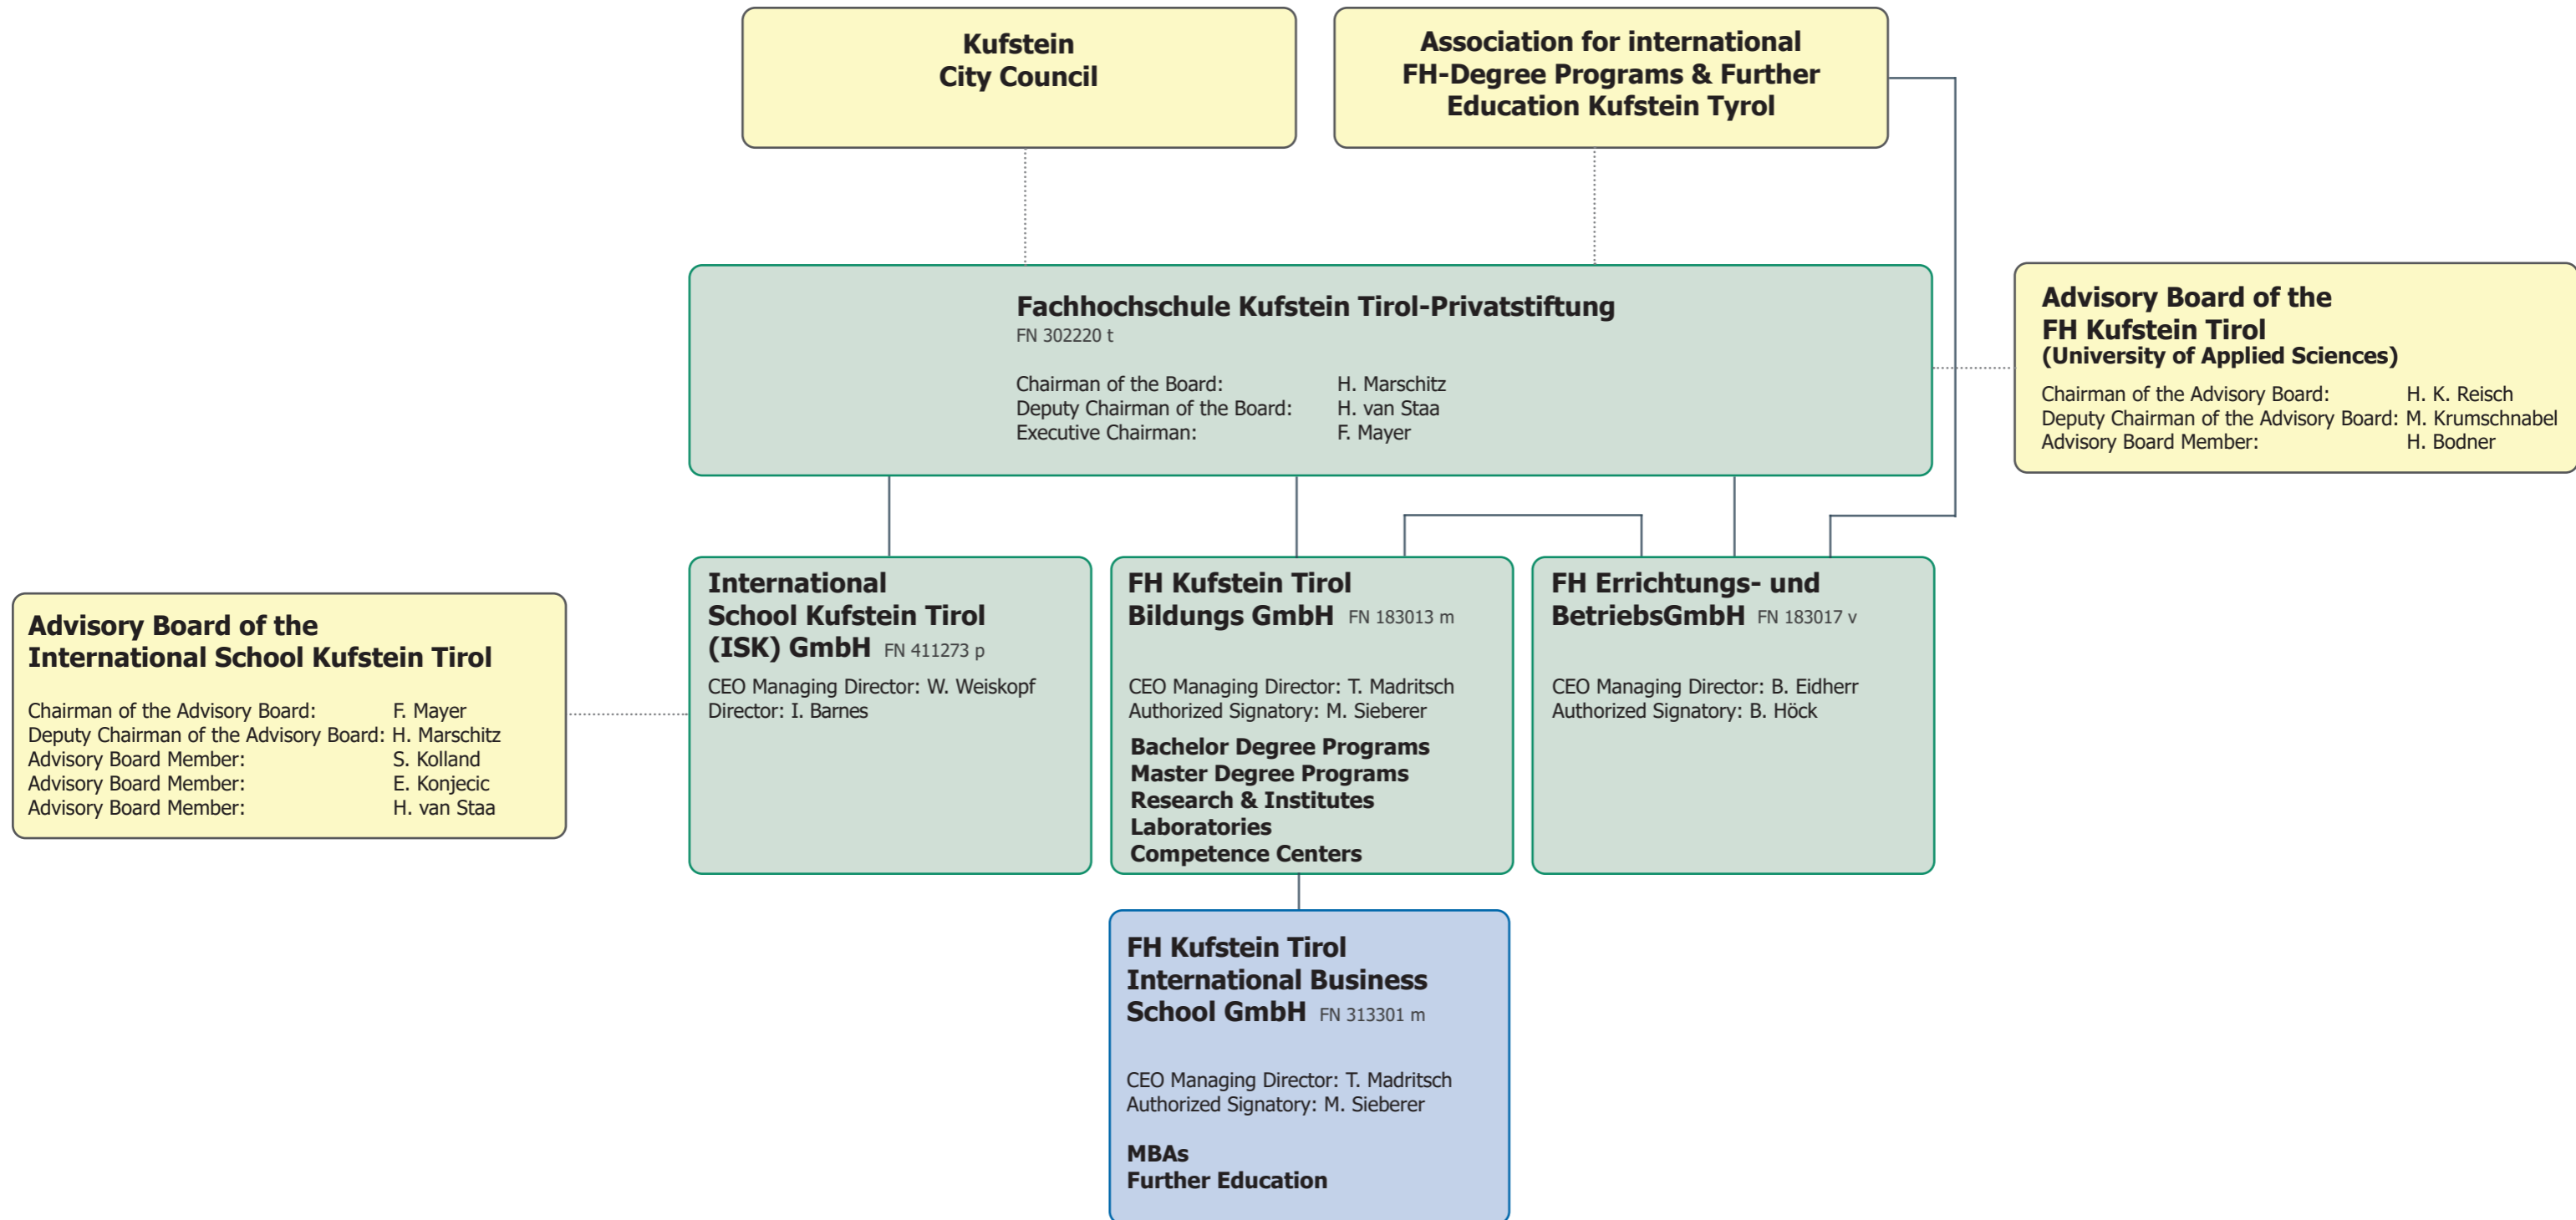 Kufstein
City Council
Association for international
FH-Degree Programs & Further
Education Kufstein Tyrol
Fachhochschule Kufstein Tirol-Privatstiftung
FN 302220 t
Chairman of the Board: H. Marschitz
Deputy Chairman of the Board: H. van Staa
Executive Chairman: F. Mayer
Advisory Board of the
FH Kufstein Tirol
(University of Applied Sciences)
Chairman of the Advisory Board: H. K. Reisch
Deputy Chairman of the Advisory Board: M. Krumschnabel
Advisory Board Member: H. Bodner
Advisory Board of the
International School Kufstein Tirol
Chairman of the Advisory Board: F. Mayer
Deputy Chairman of the Advisory Board: H. Marschitz
Advisory Board Member: S. Kolland
Advisory Board Member: E. Konjecic
Advisory Board Member: H. van Staa
International
School Kufstein Tirol
(ISK) GmbH FN 411273 p
CEO Managing Director: W. Weiskopf
Director: I. Barnes
FH Kufstein Tirol
Bildungs GmbH FN 183013 m
CEO Managing Director: T. Madritsch
Authorized Signatory: M. Sieberer
Bachelor Degree Programs
Master Degree Programs
Research & Institutes
Laboratories
Competence Centers
FH Errichtungs- und
BetriebsGmbH FN 183017 v
CEO Managing Director: B. Eidherr
Authorized Signatory: B. Höck
FH Kufstein Tirol
International Business
School GmbH FN 313301 m
CEO Managing Director: T. Madritsch
Authorized Signatory: M. Sieberer
MBAs
Further Education